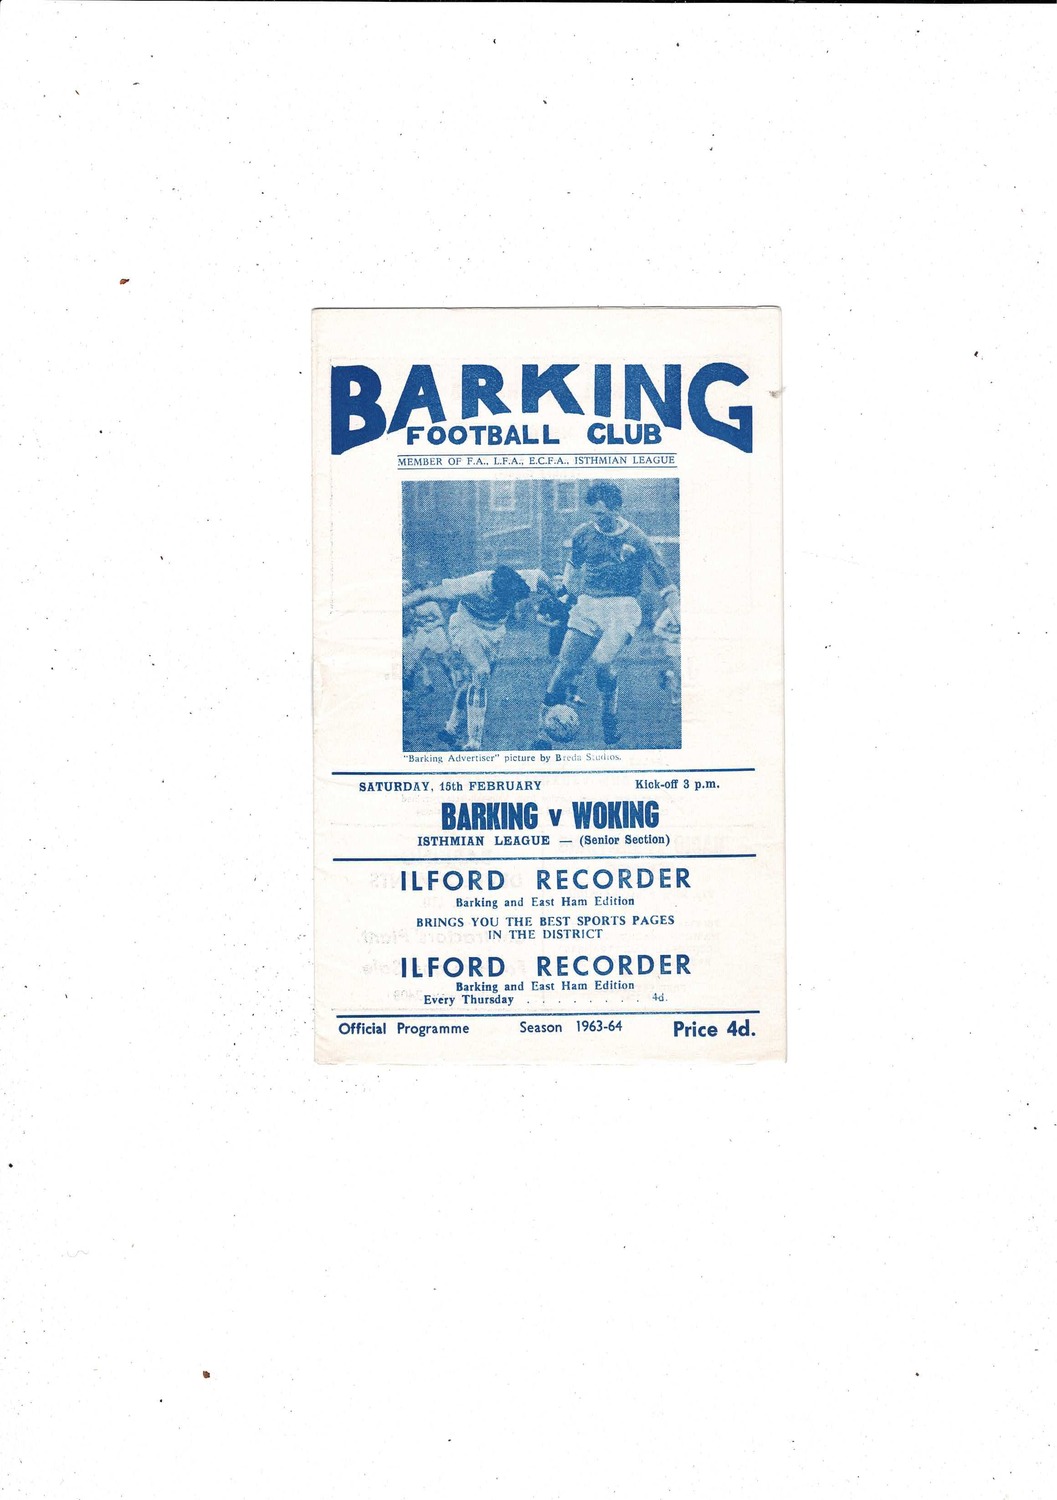 BARKING
FOOTBALL CLUB
MEMBER OF F.A., L.F.A., E.C.F.A., ISTHMIAN LEAGUE
"Barking Advertiser" picture by Breda Studios.
SATURDAY, 15th FEBRUARY Kick-off 3 p.m.
BARKING v WOKING
ISTHMIAN LEAGUE — (Senior Section)
ILFORD RECORDER
Barking and East Ham Edition
BRINGS YOU THE BEST SPORTS PAGES
IN THE DISTRICT
ILFORD RECORDER
Barking and East Ham Edition
Every Thursday . . . . . . . . 4d.
Official Programme Season 1963-64 Price 4d.